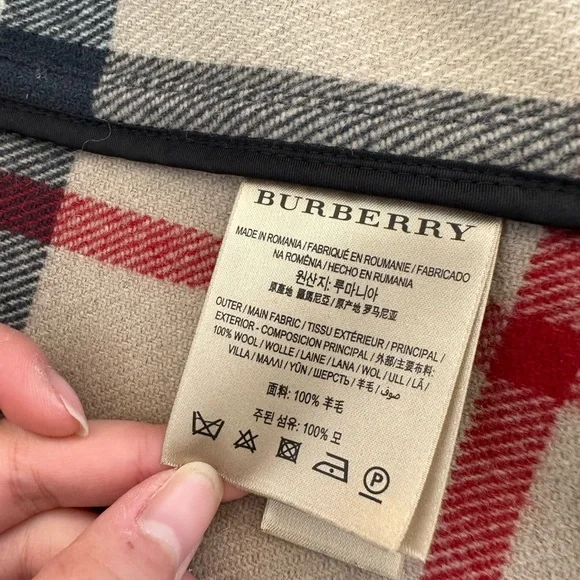 BURBERRY
MADE IN ROMANIA / FABRIQUÉ EN ROUMANIE / FABRICADO
NA ROMÊNIA / HECHO EN RUMANIA
원산지: 루마니아
原產地 羅馬尼亞 / 原产地 罗马尼亚
OUTER / MAIN FABRIC / TISSU EXTÉRIEUR / PRINCIPAL /
EXTERIOR - COMPOSICIÓN PRINCIPAL / 外部/主要布料:
100% WOOL / WOLLE / LAINE / LANA / WOL / ULL / LÃ /
VILLA / ΜΑΛΛΙ / YÜN / ШЕРСТЬ / 羊毛 / صوف
面料: 100% 羊毛
주된 섬유: 100% 모
P